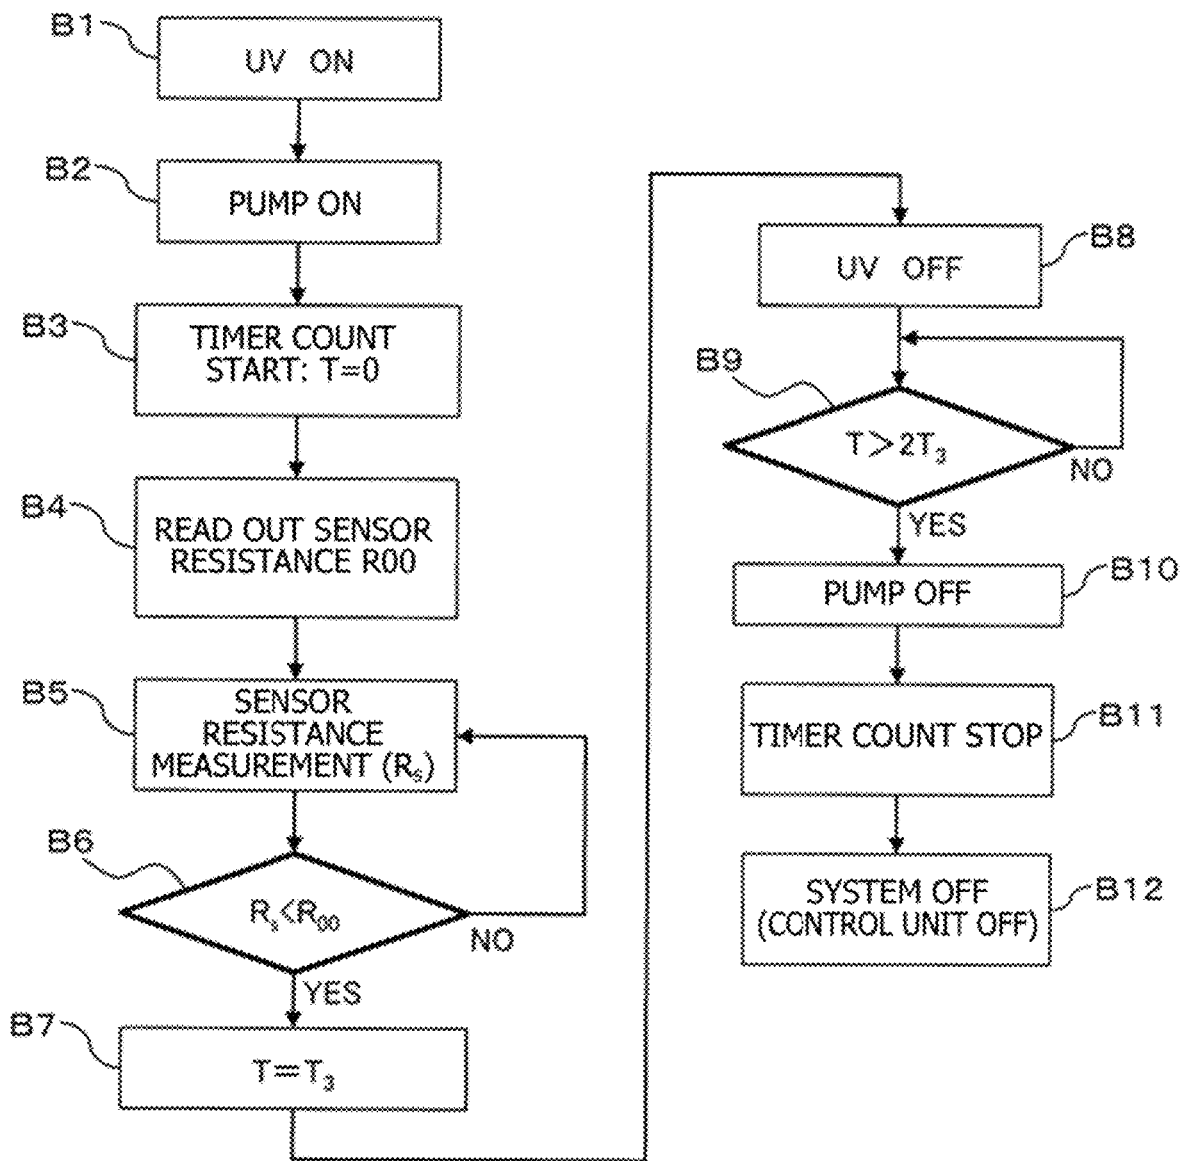 B1
UV ON
B2
PUMP ON
B3
TIMER COUNT
START: T=0
B4
READ OUT SENSOR
RESISTANCE R00
B5
SENSOR
RESISTANCE
MEASUREMENT (Rs)
B6
Rs<R00
NO
YES
B7
T=T3
B8
UV OFF
B9
T>2T3
NO
YES
B10
PUMP OFF
B11
TIMER COUNT STOP
B12
SYSTEM OFF
(CONTROL UNIT OFF)